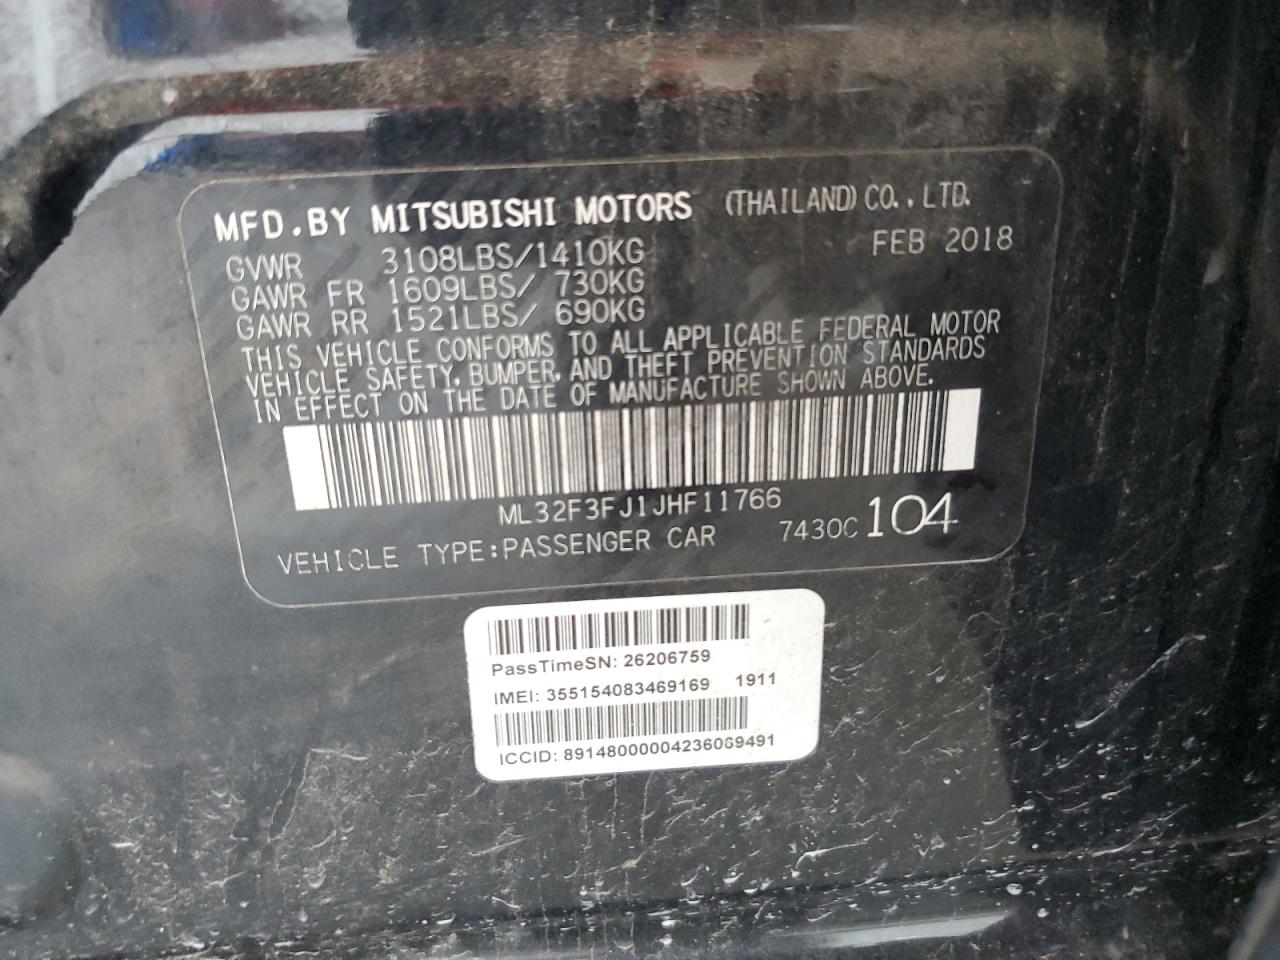 MFD.BY MITSUBISHI MOTORS (THAILAND) CO., LTD.
GVWR 3108LBS/1410KG FEB 2018
GAWR FR 1609LBS/ 730KG
GAWR RR 1521LBS/ 690KG
THIS VEHICLE CONFORMS TO ALL APPLICABLE FEDERAL MOTOR
VEHICLE SAFETY, BUMPER, AND THEFT PREVENTION STANDARDS
IN EFFECT ON THE DATE OF MANUFACTURE SHOWN ABOVE.
ML32F3FJ1JHF11766
VEHICLE TYPE:PASSENGER CAR 7430C 104
PassTimeSN: 26206759
IMEI: 355154083469169 1911
ICCID: 89148000004236069491